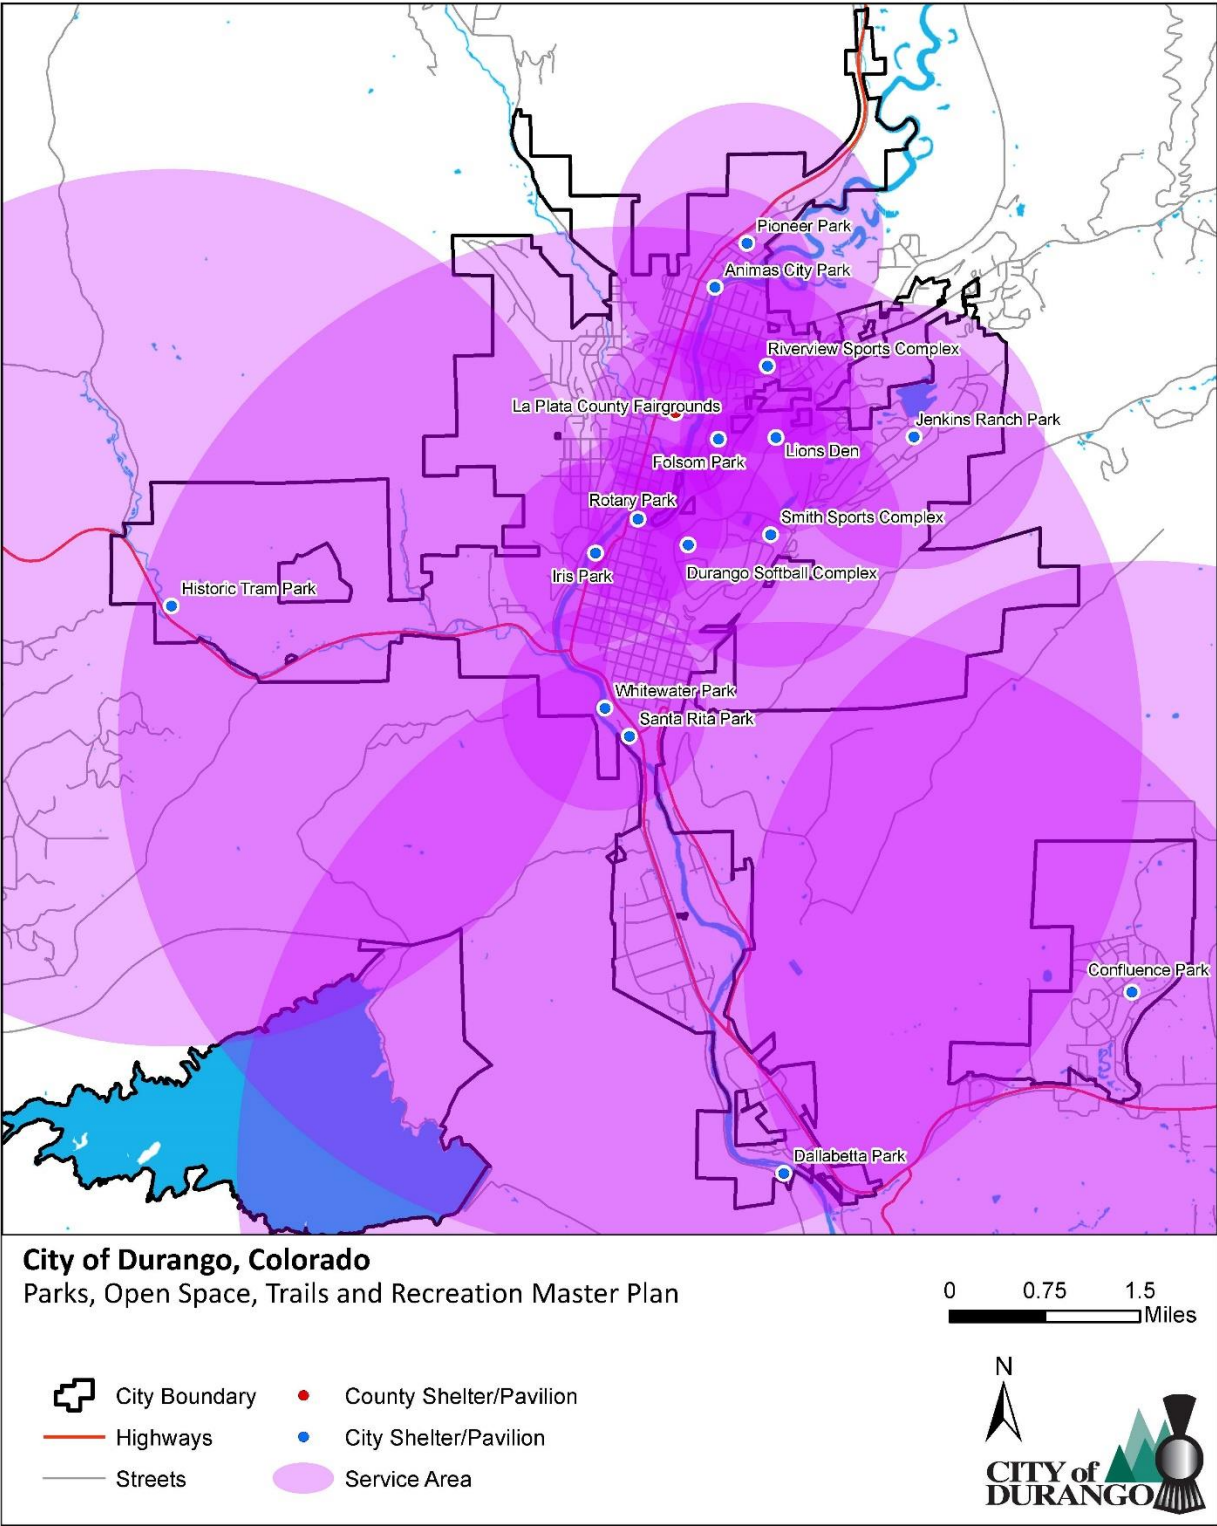 Pioneer Park
Animas City Park
Riverview Sports Complex
La Plata County Fairgrounds
Jenkins Ranch Park
Folsom Park
Lions Den
Rotary Park
Smith Sports Complex
Iris Park
Durango Softball Complex
Historic Tram Park
Whitewater Park
Santa Rita Park
Confluence Park
Dallabetta Park
City of Durango, Colorado
Parks, Open Space, Trails and Recreation Master Plan
0 0.75 1.5
Miles
N
City Boundary
County Shelter/Pavilion
Highways
City Shelter/Pavilion
Streets
Service Area
CITY of
DURANGO